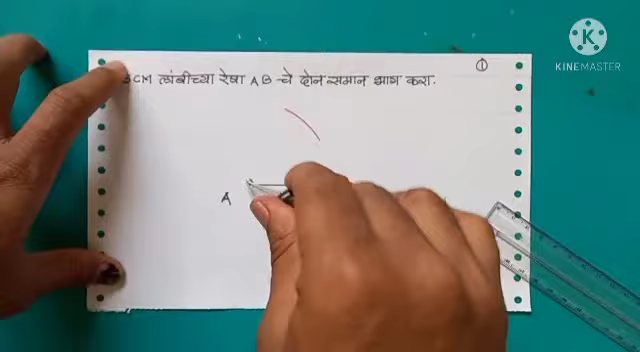 ①
CM लांबीच्या रेषा AB चे दोन समान भाग करा.
A
KINEMASTER